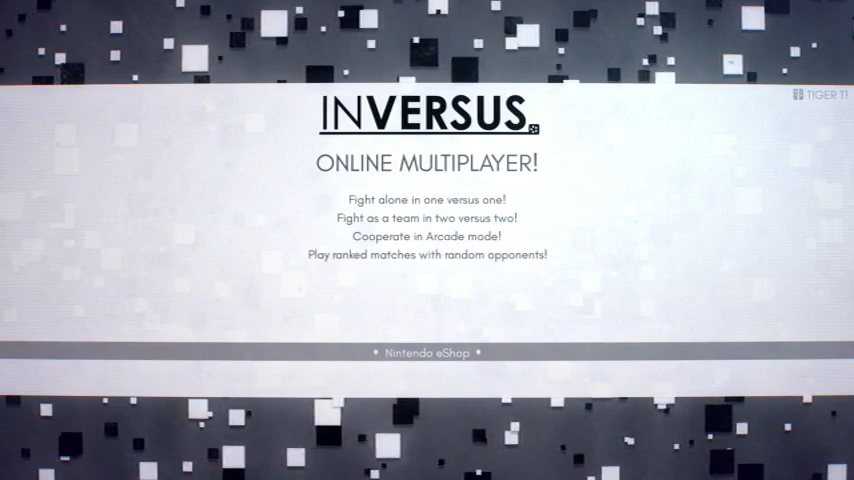 INVERSUS
TIGER T!
ONLINE MULTIPLAYER!
Fight alone in one versus one!
Fight as a team in two versus two!
Cooperate in Arcade mode!
Play ranked matches with random opponents!
Nintendo eShop